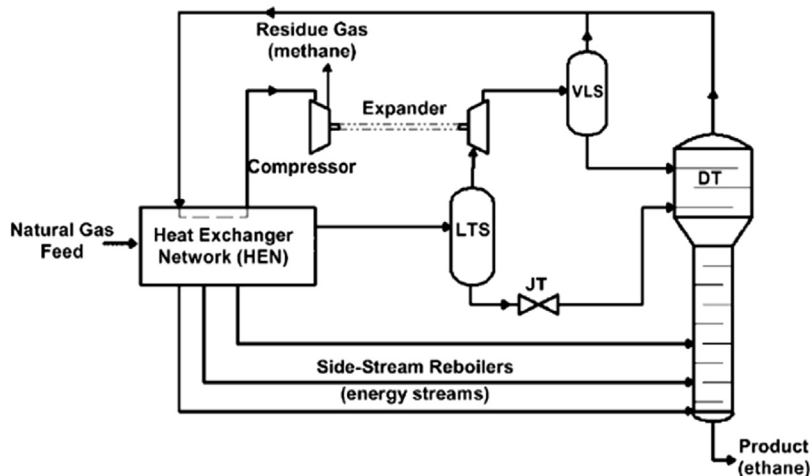 Residue Gas
(methane)
VLS
Expander
Compressor
DT
Natural Gas
Feed
Heat Exchanger
Network (HEN)
LTS
JT
Side-Stream Reboilers
(energy streams)
Product
(ethane)